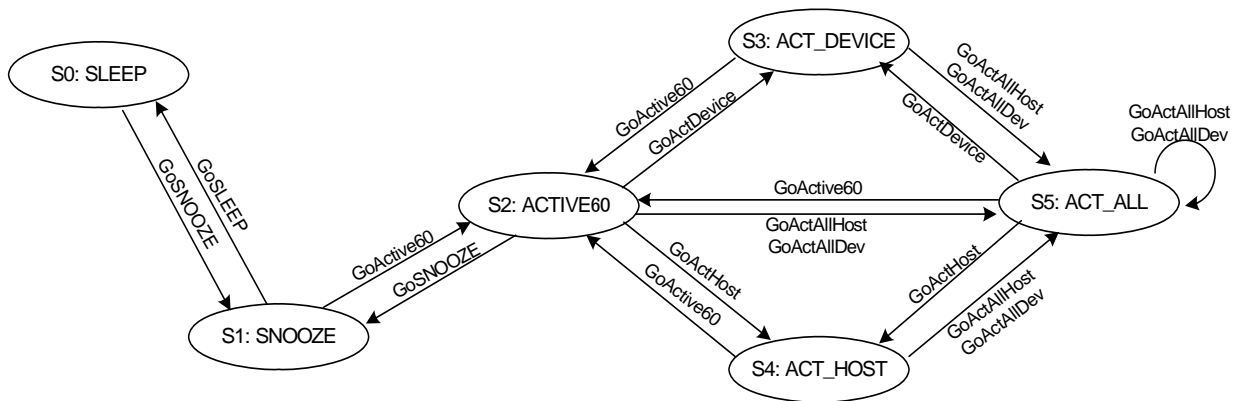 S3: ACT_DEVICE
S0: SLEEP
GoActAllHost
GoActAllDev
GoActive60
GoActDevice
GoActDevice
GoActAllHost
GoActAllDev
GoSLEEP
GoSNOOZE
GoActive60
S2: ACTIVE60
S5: ACT_ALL
GoActAllHost
GoActAllDev
GoActive60
GoSNOOZE
GoActHost
GoActive60
GoActHost
GoActAllHost
GoActAllDev
S1: SNOOZE
S4: ACT_HOST